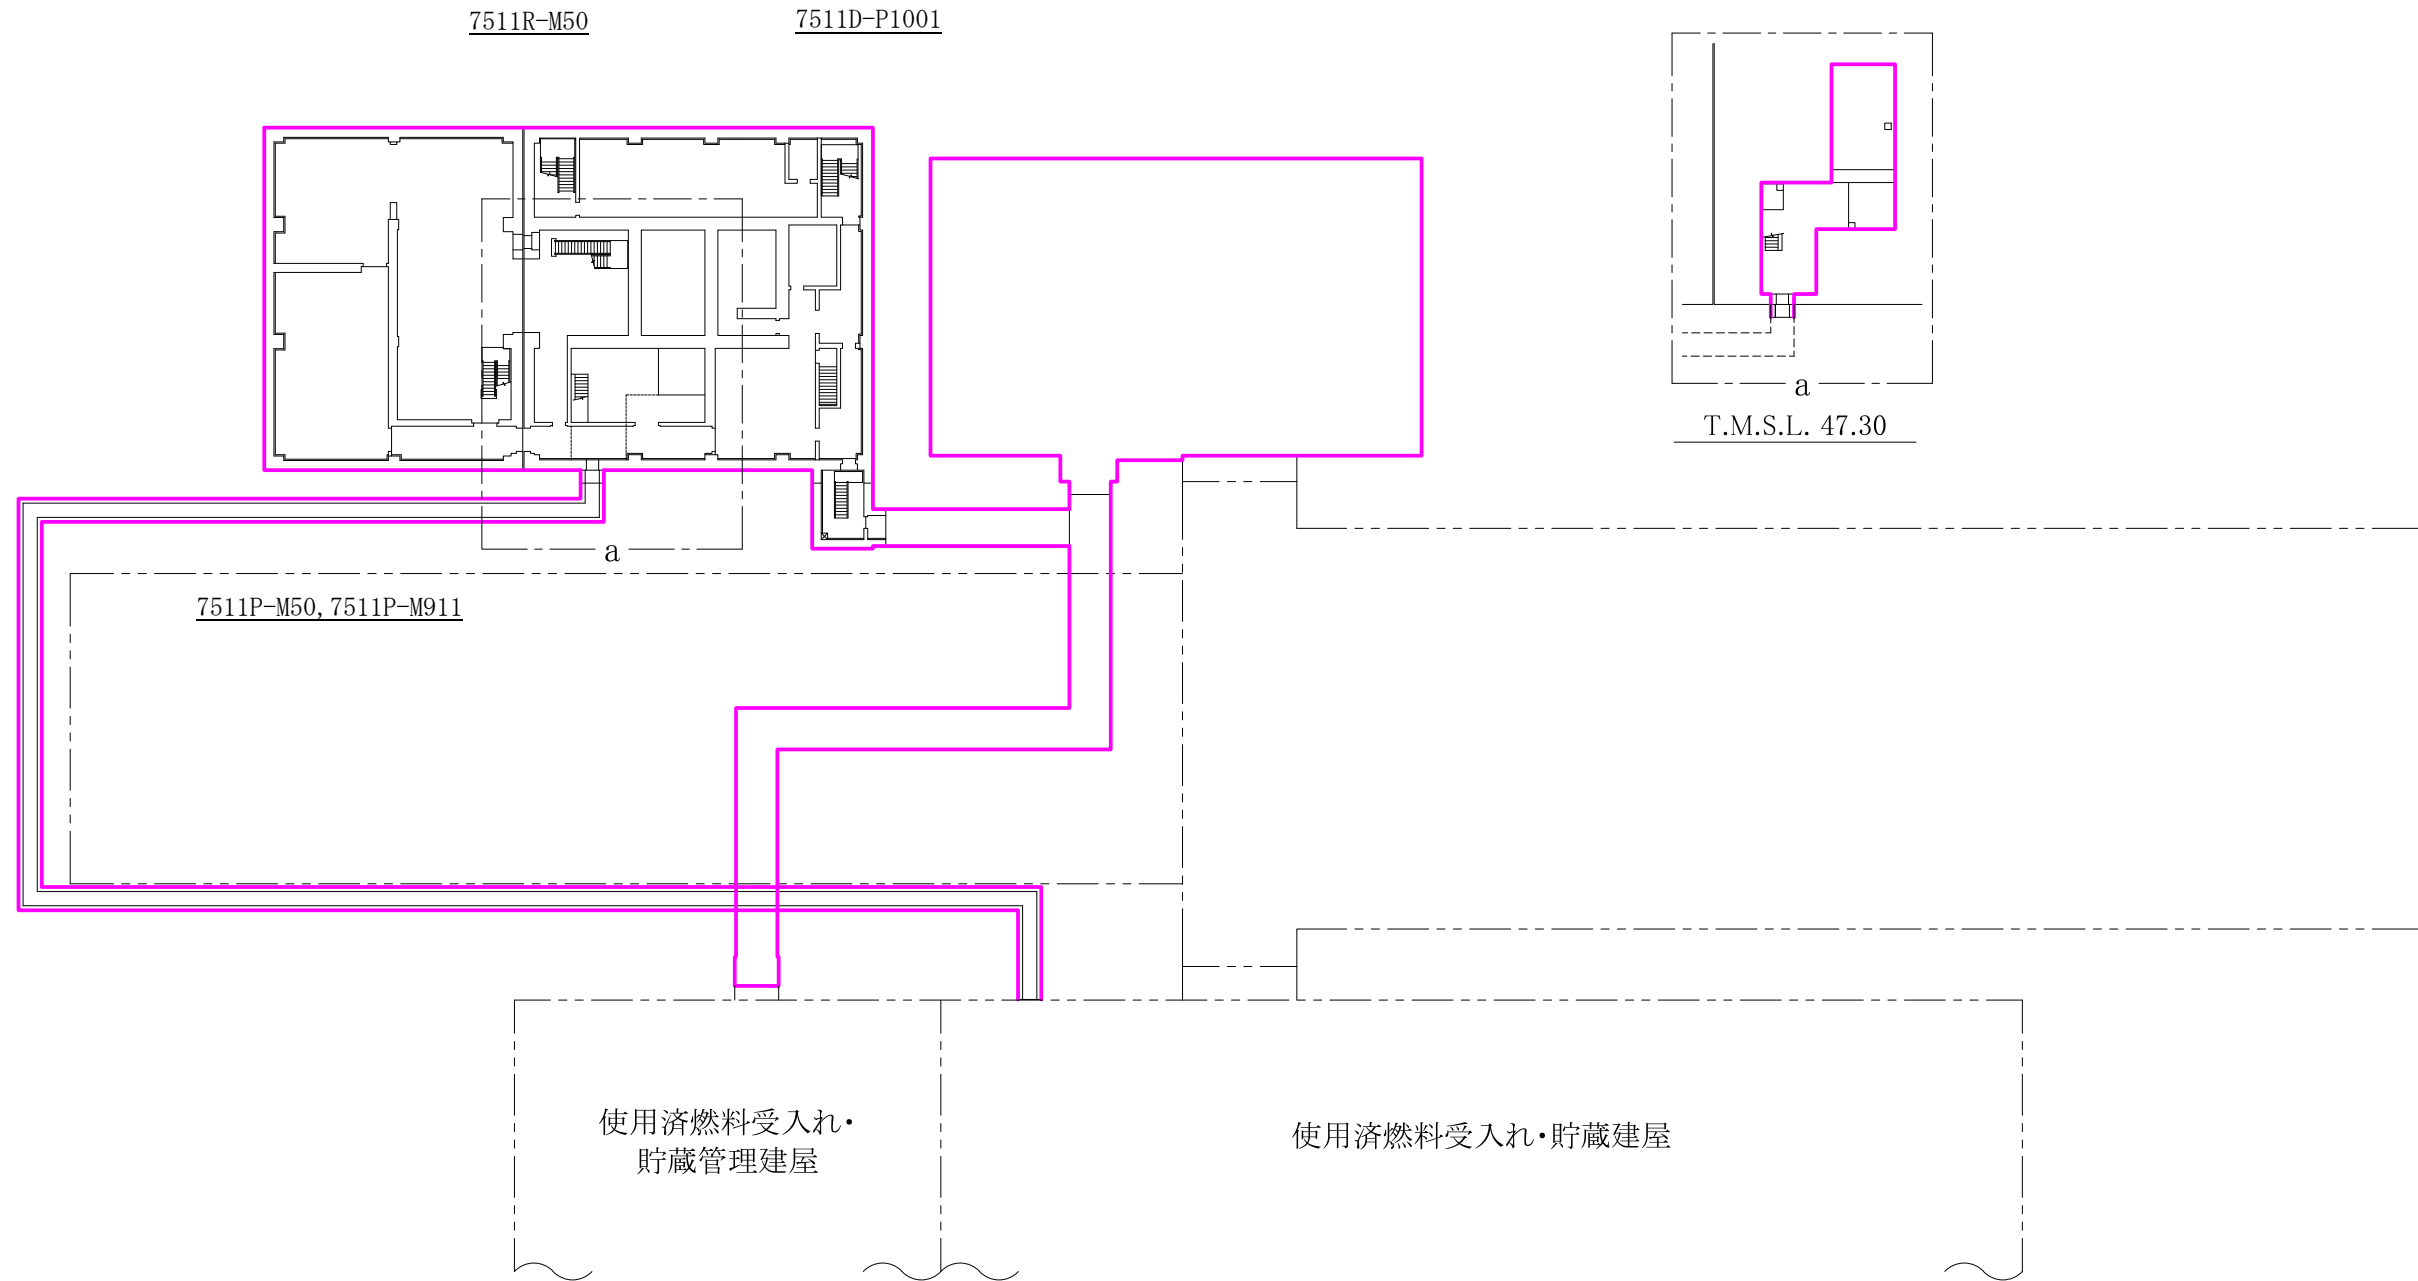 7511R-M50
7511D-P1001
a
T.M.S.L. 47.30
a
7511P-M50, 7511P-M911
使用済燃料受入れ・
貯蔵管理建屋
使用済燃料受入れ・貯蔵建屋